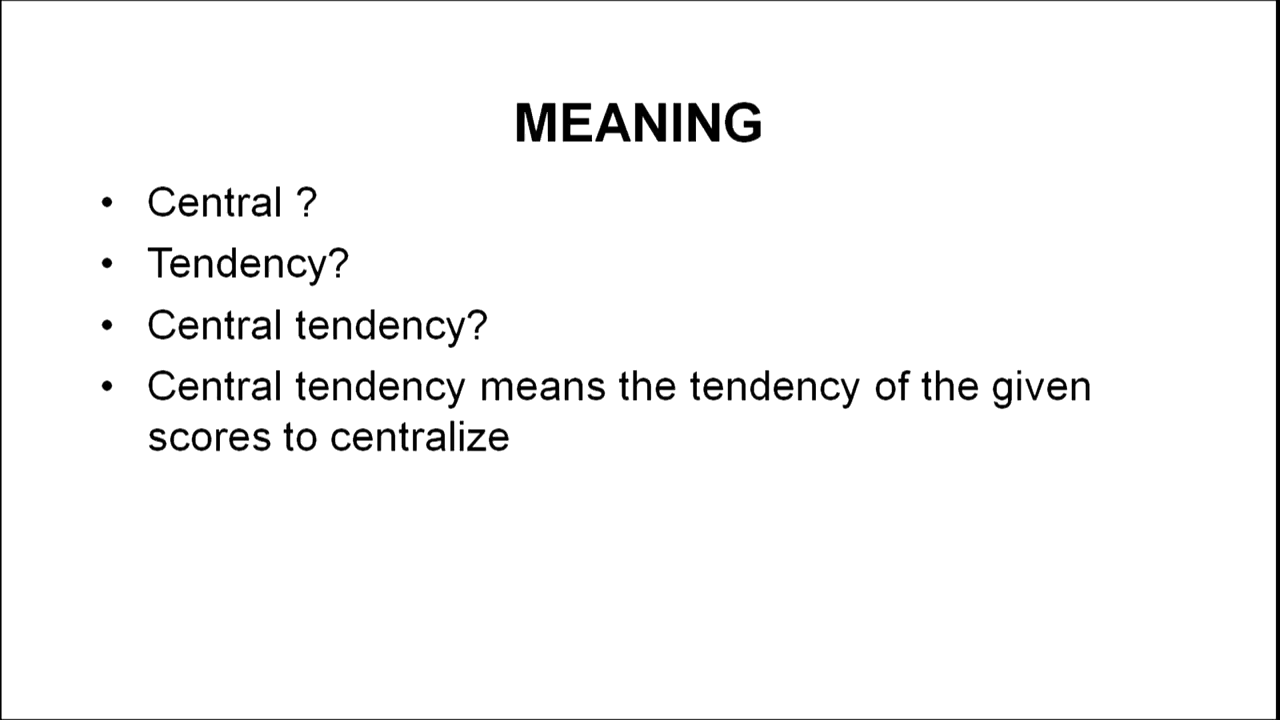 MEANING
• Central ?
• Tendency?
• Central tendency?
• Central tendency means the tendency of the given
scores to centralize